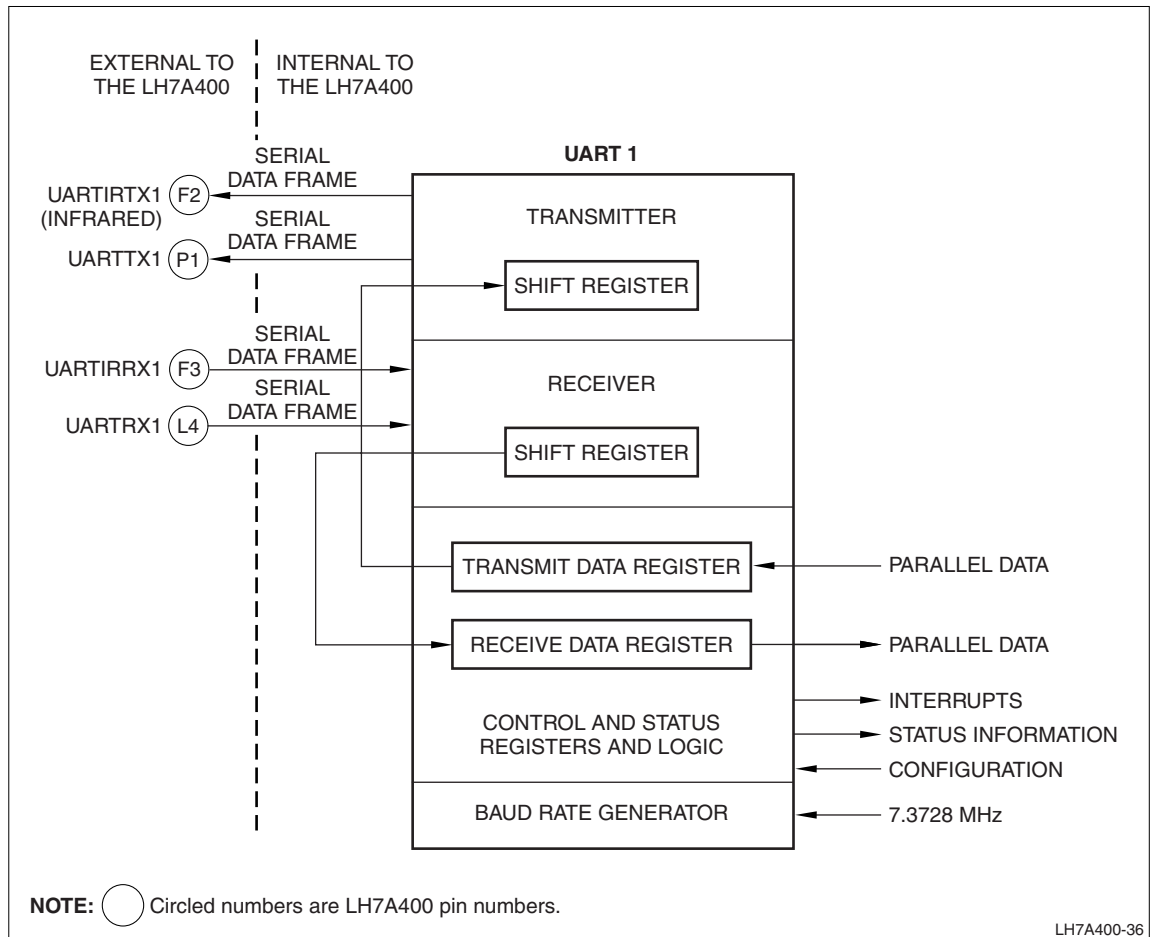 EXTERNAL TO
THE LH7A400
INTERNAL TO
THE LH7A400
UART 1
SERIAL
DATA FRAME
UARTIRTX1
(INFRARED)
F2
SERIAL
DATA FRAME
UARTTX1
P1
TRANSMITTER
SHIFT REGISTER
SERIAL
DATA FRAME
UARTIRRX1
F3
SERIAL
DATA FRAME
UARTRX1
L4
RECEIVER
SHIFT REGISTER
TRANSMIT DATA REGISTER
PARALLEL DATA
RECEIVE DATA REGISTER
PARALLEL DATA
CONTROL AND STATUS
REGISTERS AND LOGIC
INTERRUPTS
STATUS INFORMATION
CONFIGURATION
BAUD RATE GENERATOR
7.3728 MHz
NOTE: Circled numbers are LH7A400 pin numbers.
LH7A400-36